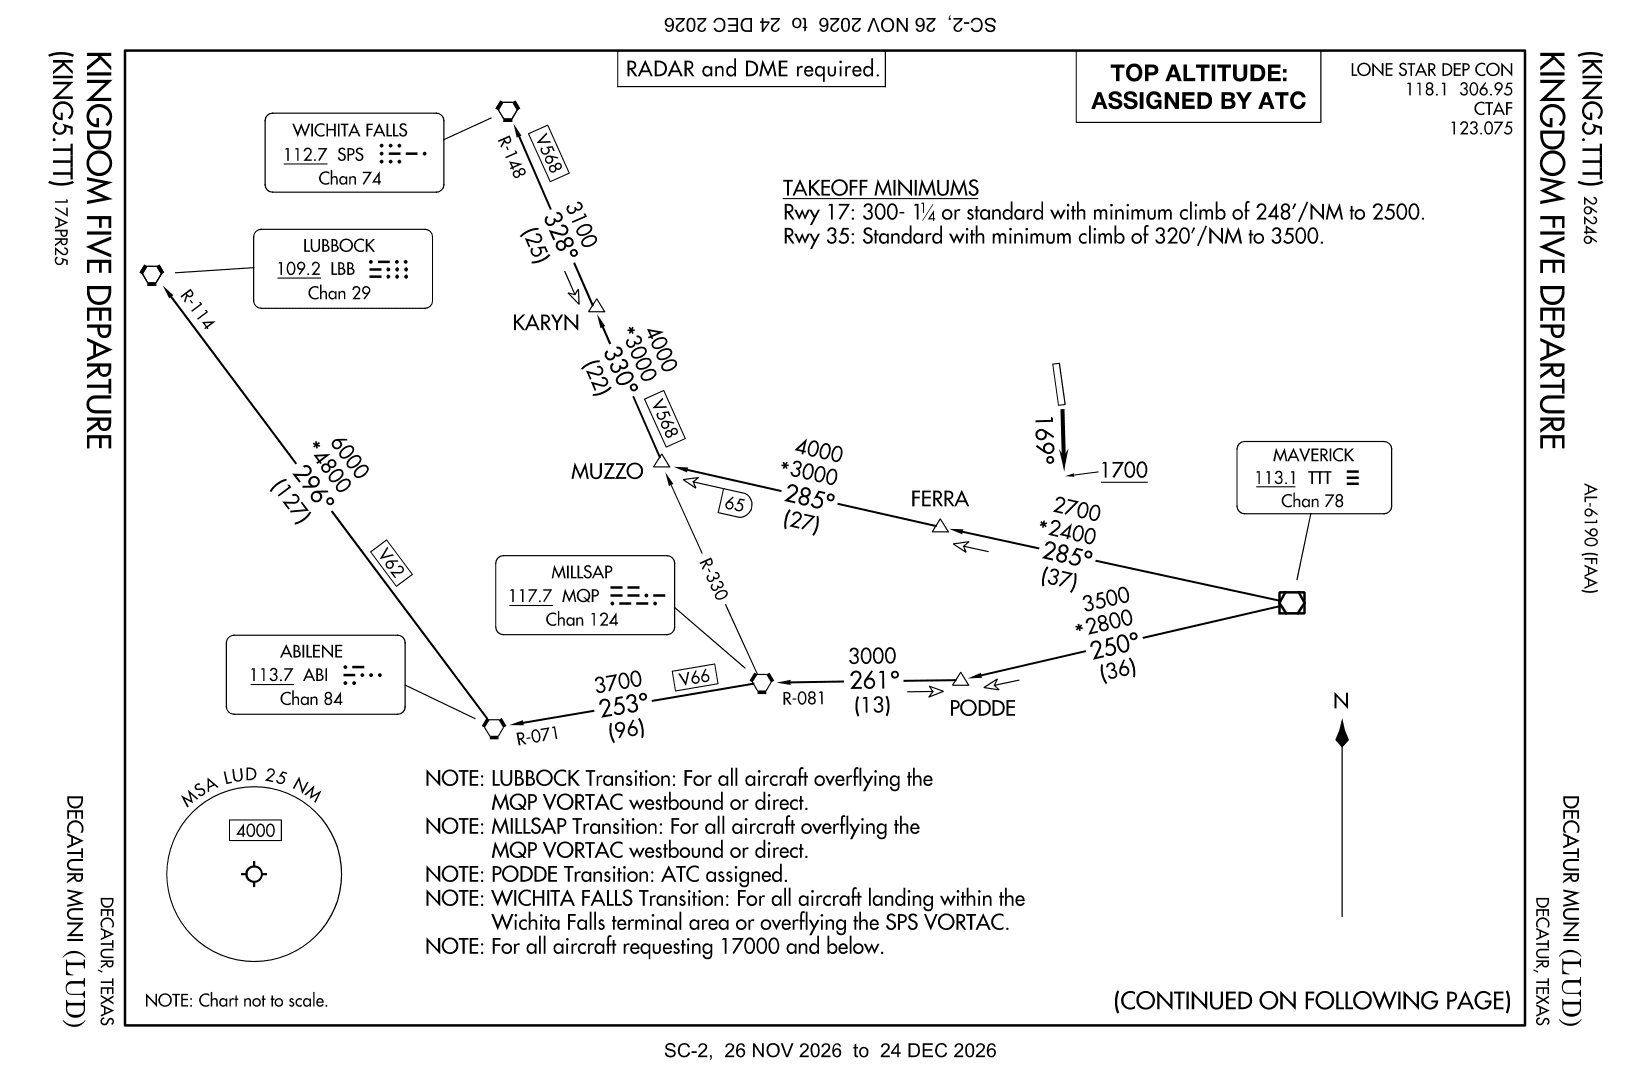 SC-2, 26 NOV 2026 to 24 DEC 2026
(KING5.TTT) 17APR25
KINGDOM FIVE DEPARTURE
DECATUR MUNI (LUD)
DECATUR, TEXAS
RADAR and DME required.
TOP ALTITUDE:
ASSIGNED BY ATC
LONE STAR DEP CON
118.1 306.95
CTAF
123.075
(KING5.TTT) 26246
KINGDOM FIVE DEPARTURE
AL-6190 (FAA)
DECATUR MUNI (LUD)
DECATUR, TEXAS
TAKEOFF MINIMUMS
Rwy 17: 300- 1¼ or standard with minimum climb of 248'/NM to 2500.
Rwy 35: Standard with minimum climb of 320'/NM to 3500.
WICHITA FALLS
112.7 SPS
Chan 74
R-148
V568
3100
328°
(25)
LUBBOCK
109.2 LBB
Chan 29
R-114
KARYN
4000
*3000
330°
(22)
V568
MUZZO
6000
*4800
296°
(127)
V62
4000
*3000
285°
(27)
65
FERRA
169°
1700
2700
*2400
285°
(37)
MAVERICK
113.1 TTT
Chan 78
3500
*2800
250°
(36)
MILLSAP
117.7 MQP
Chan 124
R-330
ABILENE
113.7 ABI
Chan 84
3700
253°
(96)
V66
R-071
3000
261°
(13)
R-081
PODDE
N
MSA LUD 25 NM
4000
NOTE: LUBBOCK Transition: For all aircraft overflying the
MQP VORTAC westbound or direct.
NOTE: MILLSAP Transition: For all aircraft overflying the
MQP VORTAC westbound or direct.
NOTE: PODDE Transition: ATC assigned.
NOTE: WICHITA FALLS Transition: For all aircraft landing within the
Wichita Falls terminal area or overflying the SPS VORTAC.
NOTE: For all aircraft requesting 17000 and below.
NOTE: Chart not to scale.
(CONTINUED ON FOLLOWING PAGE)
SC-2, 26 NOV 2026 to 24 DEC 2026